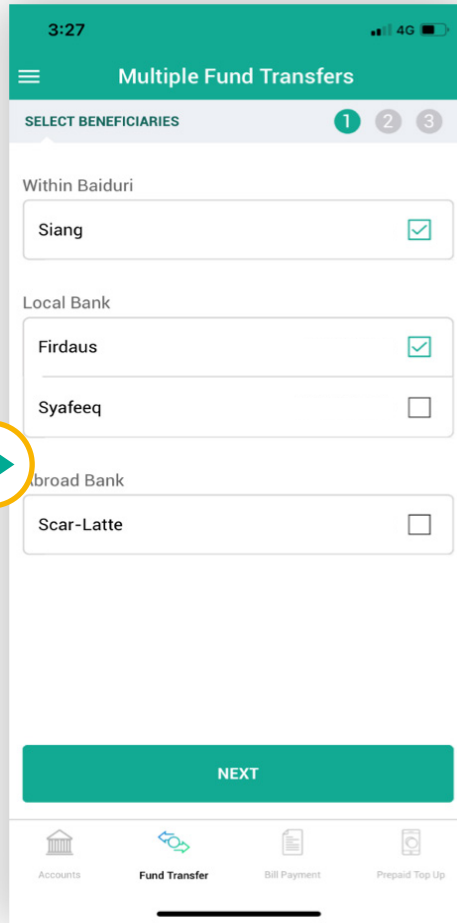 3:27 4G
Multiple Fund Transfers
SELECT BENEFICIARIES 1 2 3
Within Baiduri
Siang
Local Bank
Firdaus
Syafeeq
broad Bank
Scar-Latte
NEXT
Accounts Fund Transfer Bill Payment Prepaid Top Up